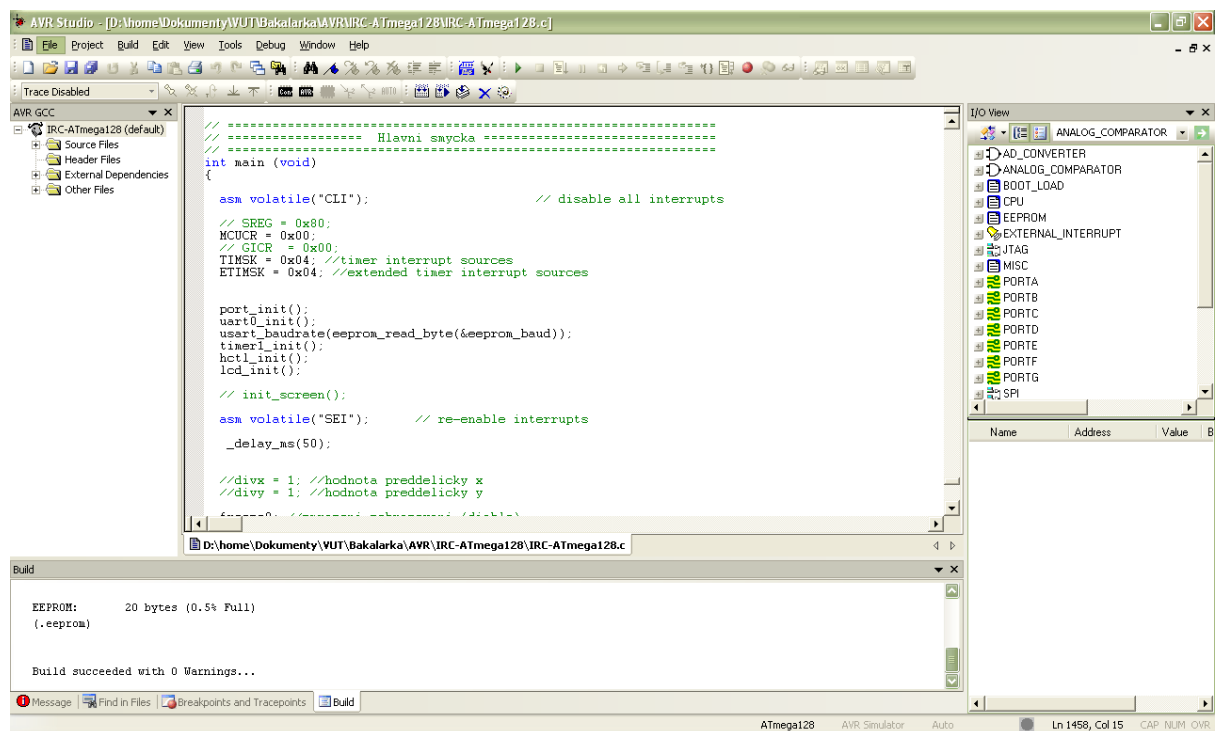 AVR Studio - [D:\home\Dokumenty\VUT\Bakalarka\AVR\IRC-ATmega128\IRC-ATmega128.c]
File Project Build Edit View Tools Debug Window Help
Trace Disabled
AVR GCC
IRC-ATmega128 (default)
Source Files
Header Files
External Dependencies
Other Files
// ================================================================
// ================= Hlavni smycka ===============================
// ================================================================
int main (void)
{
asm volatile("CLI"); // disable all interrupts
// SREG = 0x80;
MCUCR = 0x00;
// GICR = 0x00;
TIMSK = 0x04; //timer interrupt sources
ETIMSK = 0x04; //extended timer interrupt sources
port_init();
uart0_init();
usart_baudrate(eeprom_read_byte(&eeprom_baud));
timer1_init();
hctl_init();
lcd_init();
// init_screen();
asm volatile("SEI"); // re-enable interrupts
_delay_ms(50);
//divx = 1; //hodnota preddelicky x
//divy = 1; //hodnota preddelicky y
D:\home\Dokumenty\VUT\Bakalarka\AVR\IRC-ATmega128\IRC-ATmega128.c
I/O View
ANALOG_COMPARATOR
AD_CONVERTER
ANALOG_COMPARATOR
BOOT_LOAD
CPU
EEPROM
EXTERNAL_INTERRUPT
JTAG
MISC
PORTA
PORTB
PORTC
PORTD
PORTE
PORTF
PORTG
SPI
Name Address Value B
Build
EEPROM: 20 bytes (0.5% Full)
(.eeprom)
Build succeeded with 0 Warnings...
Message Find in Files Breakpoints and Tracepoints Build
ATmega128 AVR Simulator Auto Ln 1458, Col 15 CAP NUM OVR